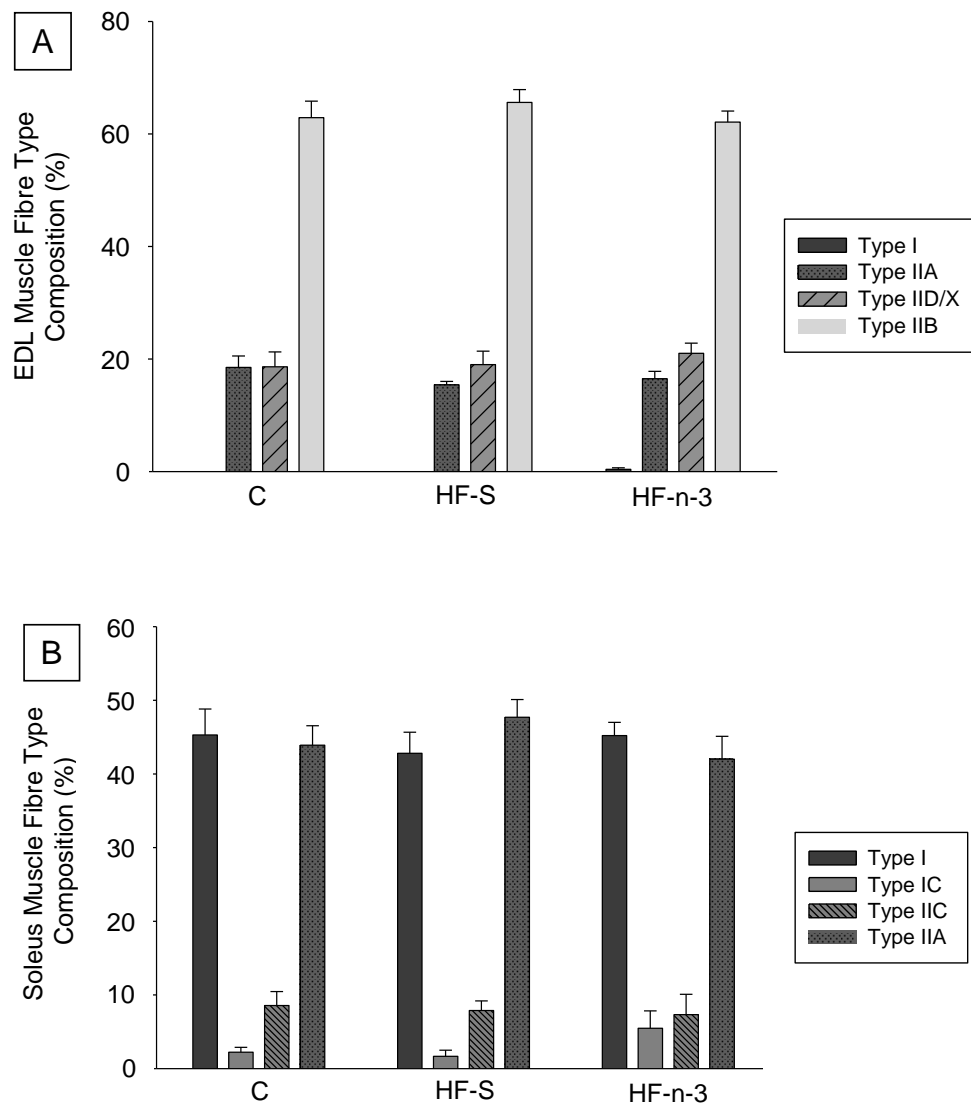 A
EDL Muscle Fibre Type
Composition (%)
80
60
40
20
0
C
HF-S
HF-n-3
Type I
Type IIA
Type IID/X
Type IIB
B
Soleus Muscle Fibre Type
Composition (%)
60
50
40
30
20
10
0
C
HF-S
HF-n-3
Type I
Type IC
Type IIC
Type IIA